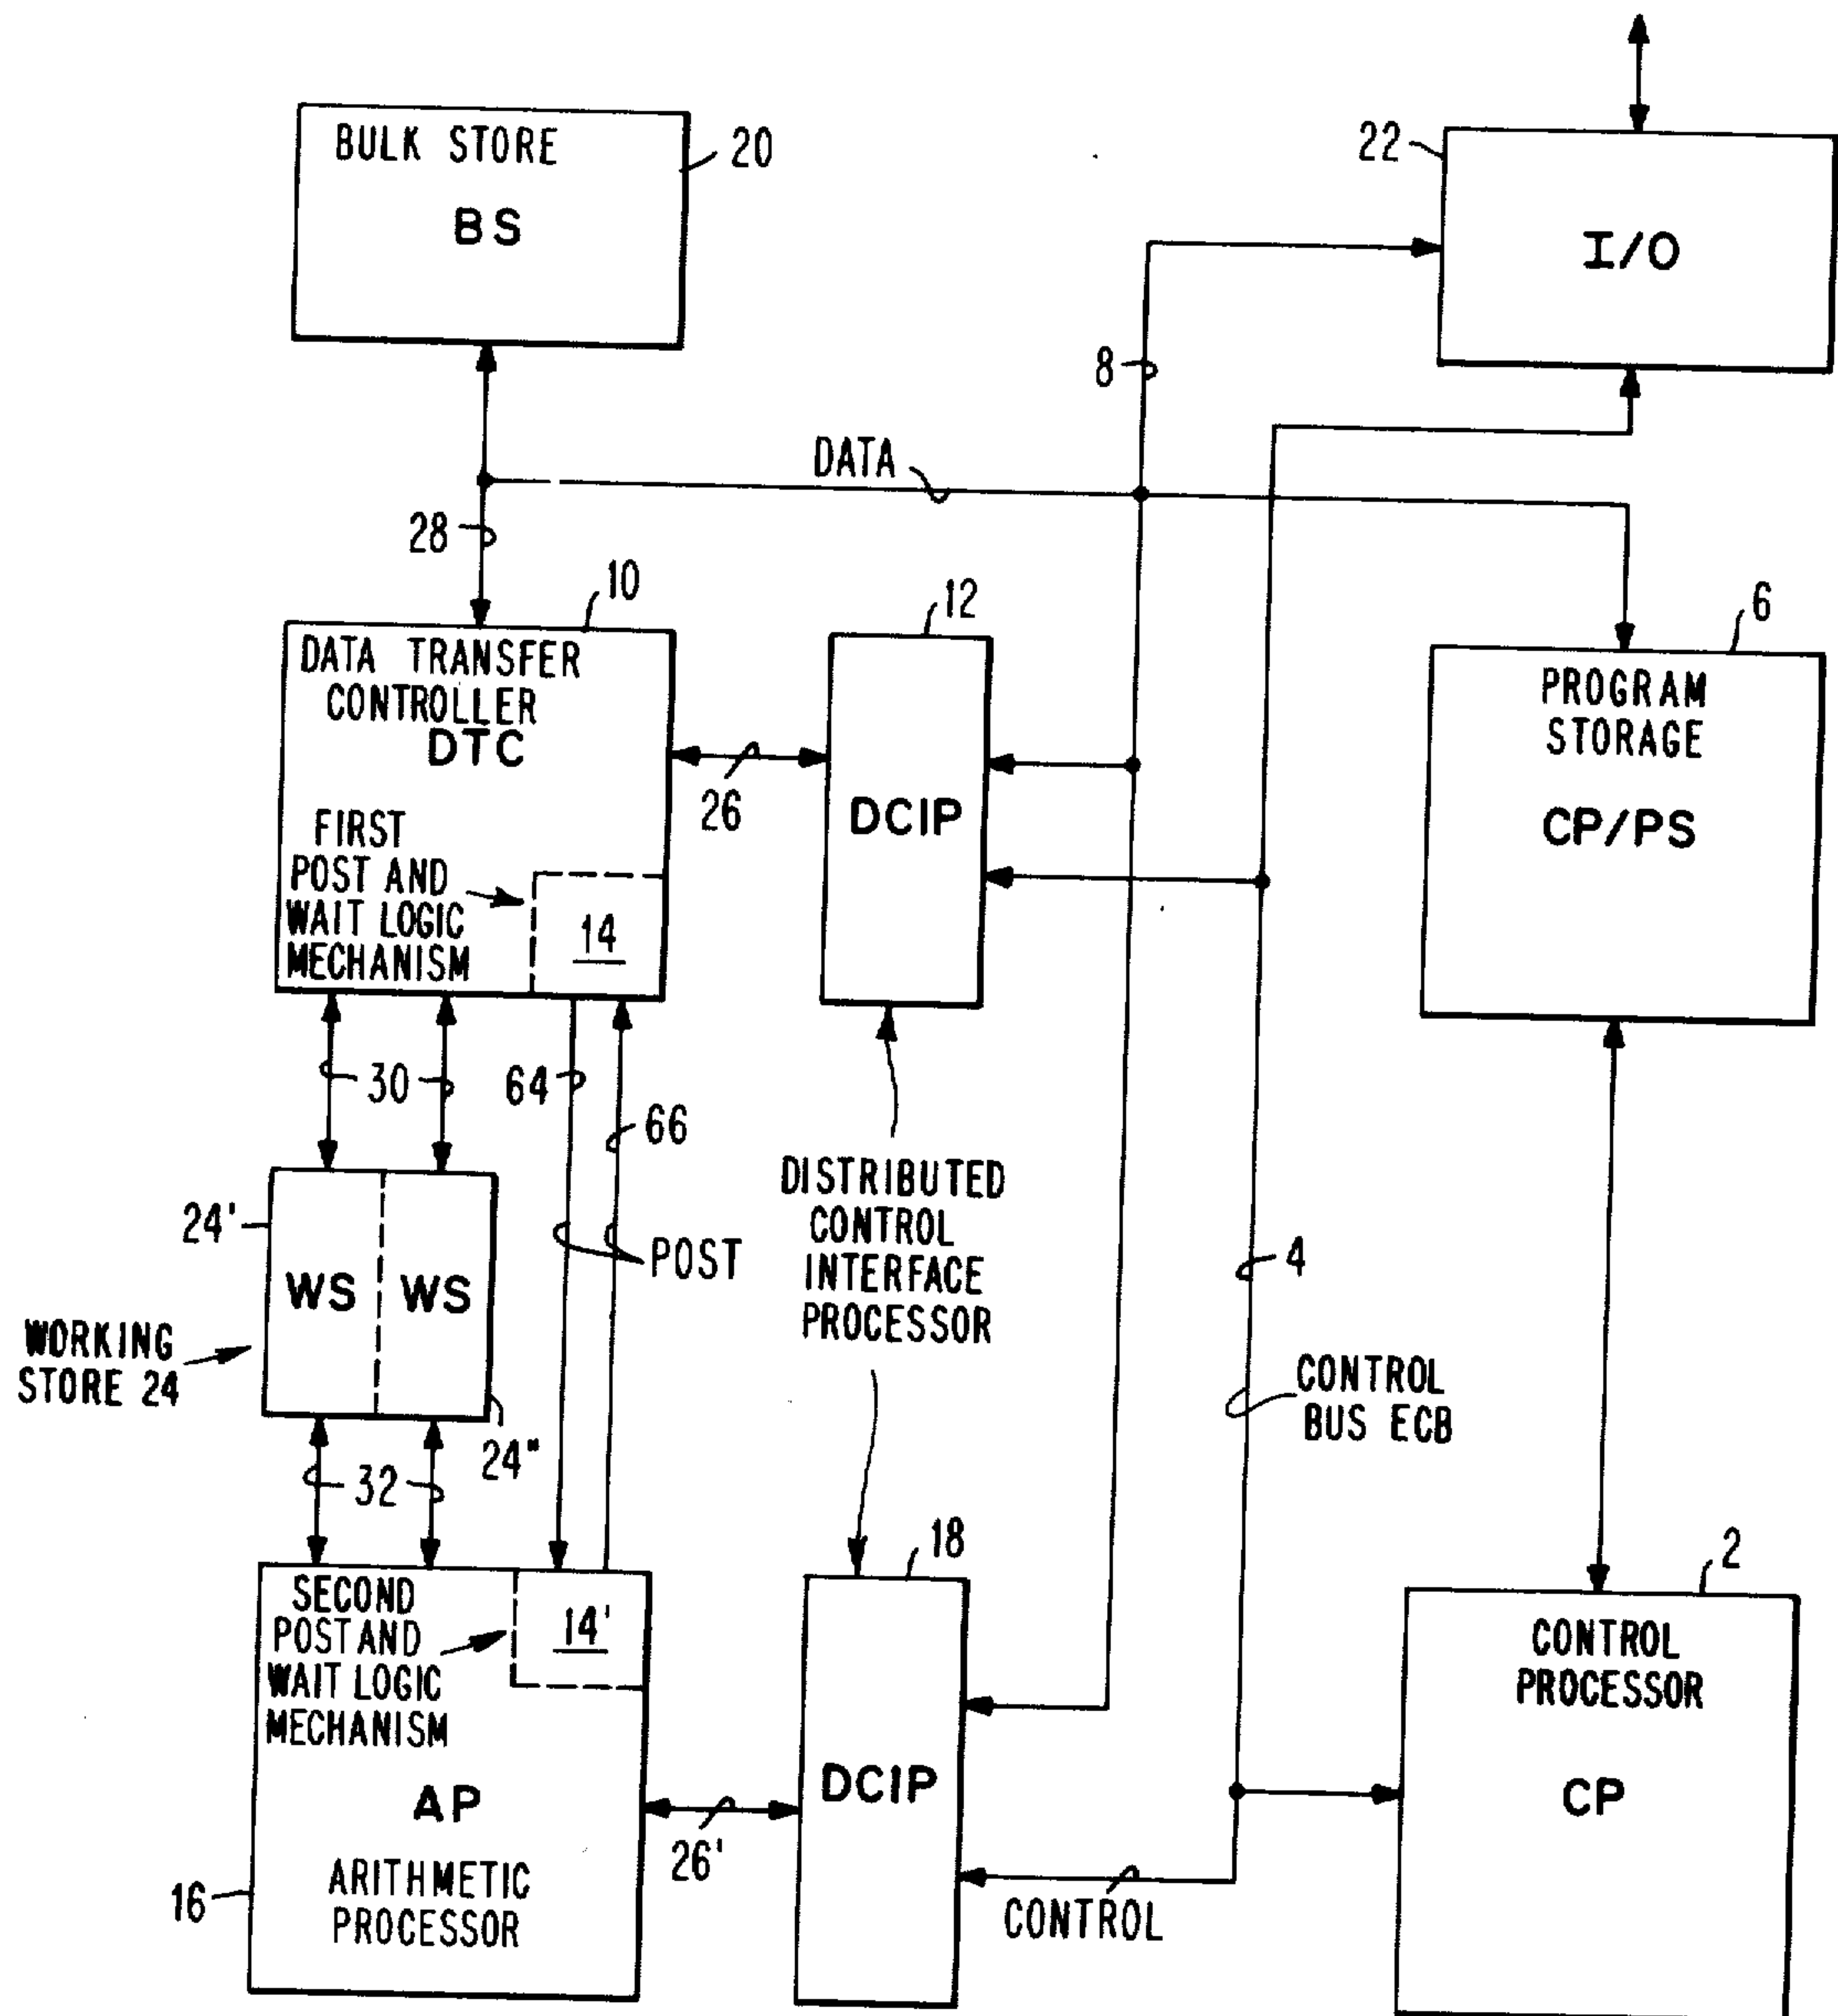 BULK STORE
BS
20
22
I/O
8
DATA
28
10
DATA TRANSFER
CONTROLLER
DTC
FIRST
POST AND
WAIT LOGIC
MECHANISM
14
26
12
DCIP
6
PROGRAM
STORAGE
CP/PS
30
64
66
24'
WS
WS
WORKING
STORE 24
24"
POST
DISTRIBUTED
CONTROL
INTERFACE
PROCESSOR
4
CONTROL
BUS ECB
32
SECOND
POST AND
WAIT LOGIC
MECHANISM
14'
AP
ARITHMETIC
PROCESSOR
16
26'
18
DCIP
CONTROL
2
CONTROL
PROCESSOR
CP